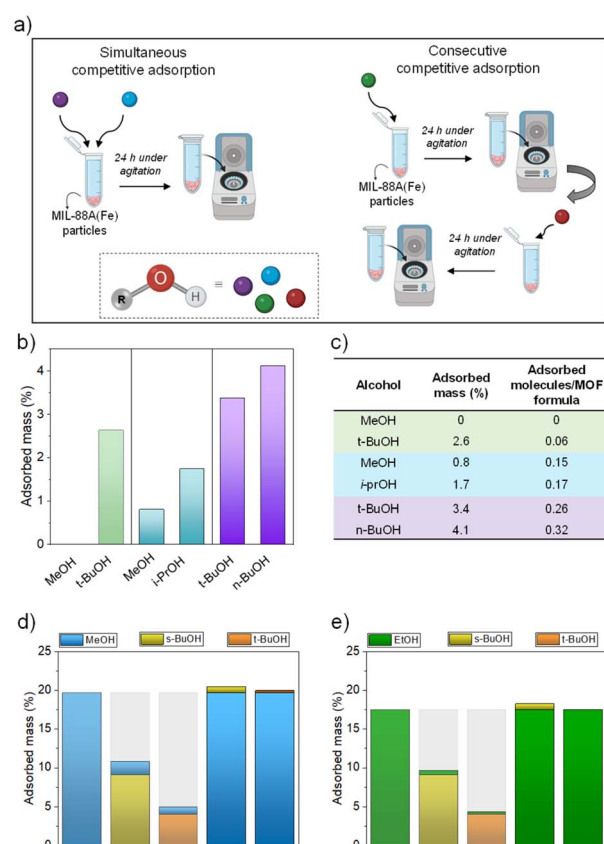 a)
Simultaneous
competitive adsorption
Consecutive
competitive adsorption
24 h under
agitation
MIL-88A(Fe)
particles
24 h under
agitation
MIL-88A(Fe)
particles
24 h under
agitation
R O H ≡
b)
Adsorbed mass (%)
4
3
2
1
0
MeOH
t-BuOH
MeOH
i-PrOH
t-BuOH
n-BuOH
c)
Alcohol Adsorbed mass (%) Adsorbed molecules/MOF formula
MeOH 0 0
t-BuOH 2.6 0.06
MeOH 0.8 0.15
i-prOH 1.7 0.17
t-BuOH 3.4 0.26
n-BuOH 4.1 0.32
d)
MeOH s-BuOH t-BuOH
Adsorbed mass (%)
25
20
15
10
5
0
e)
EtOH s-BuOH t-BuOH
Adsorbed mass (%)
25
20
15
10
5
0